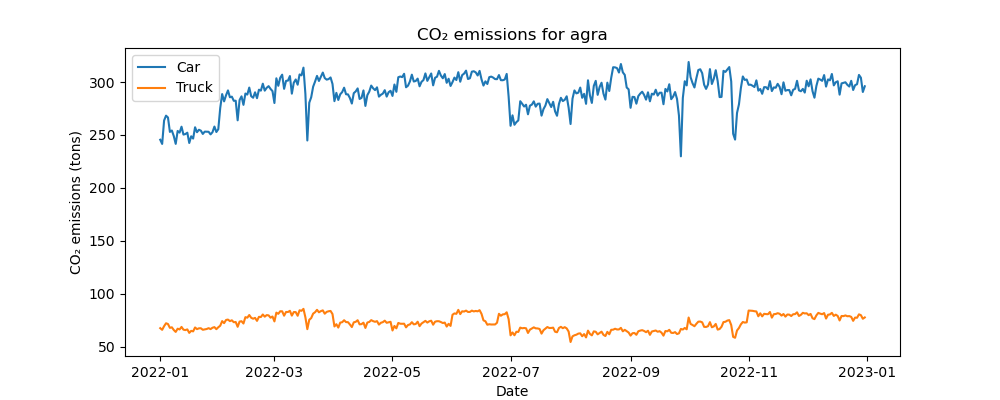 CO₂ emissions for agra
Car
Truck
CO₂ emissions (tons)
300
250
200
150
100
50
2022-01 2022-03 2022-05 2022-07 2022-09 2022-11 2023-01
Date